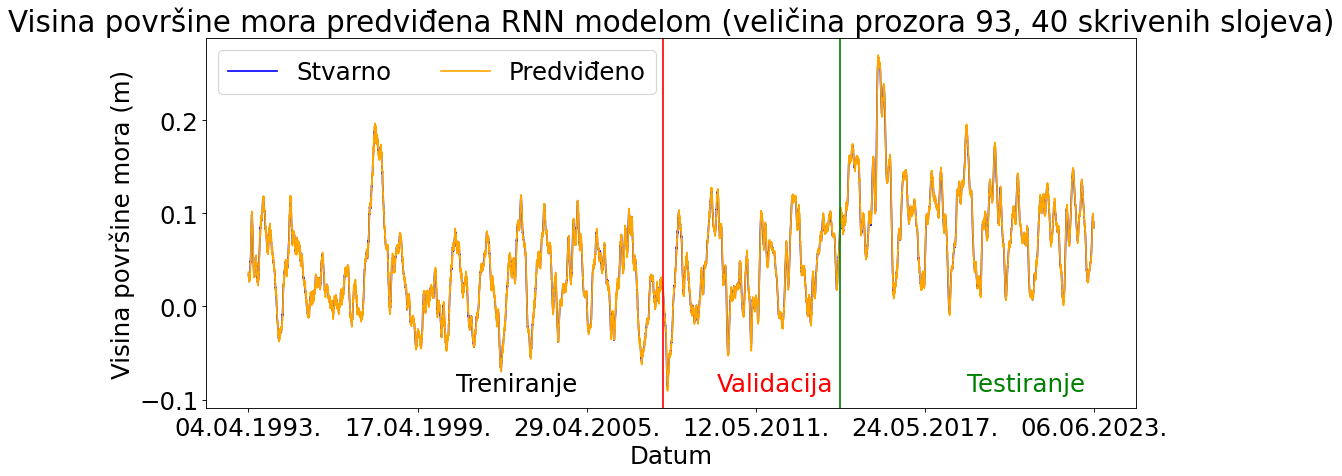 Visina površine mora predviđena RNN modelom (veličina prozora 93, 40 skrivenih slojeva)
Stvarno
Predviđeno
Visina površine mora (m)
0.2
0.1
0.0
−0.1
Treniranje
Validacija
Testiranje
04.04.1993.
17.04.1999.
29.04.2005.
12.05.2011.
24.05.2017.
06.06.2023.
Datum